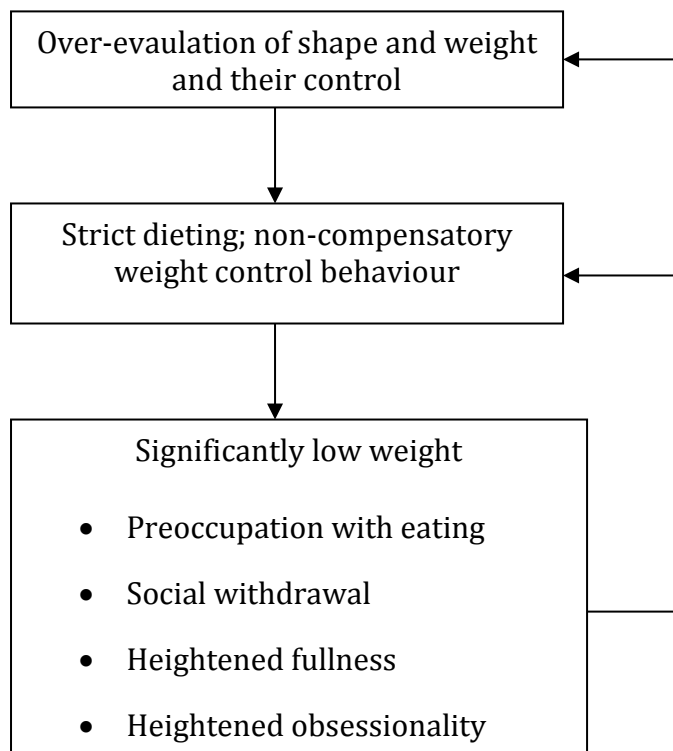 Over-evaulation of shape and weight
and their control
Strict dieting; non-compensatory
weight control behaviour
Significantly low weight
• Preoccupation with eating
• Social withdrawal
• Heightened fullness
• Heightened obsessionality